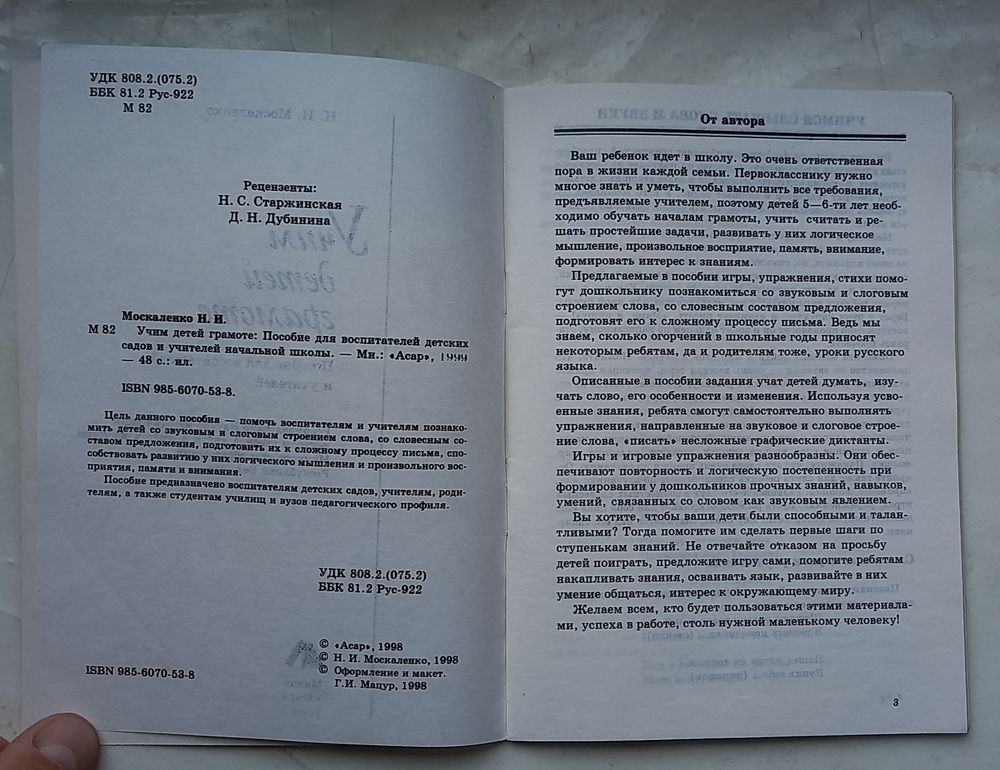 УДК 808.2.(075.2)
ББК 81.2 Рус-922
М 82
Рецензенты:
Н. С. Старжинская
Д. Н. Дубинина
Москаленко Н. И.
М 82 Учим детей грамоте: Пособие для воспитателей детских
садов и учителей начальной школы. — Мн.: «Асар», 1999
— 48 с.: ил.
ISBN 985-6070-53-8.
Цель данного пособия — помочь воспитателям и учителям познако-
мить детей со звуковым и слоговым строением слова, со словесным со-
ставом предложения, подготовить их к сложному процессу письма, спо-
собствовать развитию у них логического мышления и произвольного вос-
приятия, памяти и внимания.
Пособие предназначено воспитателям детских садов, учителям, роди-
телям, а также студентам училищ и вузов педагогического профиля.
УДК 808.2.(075.2)
ББК 81.2 Рус-922
© «Асар», 1998
© Н. И. Москаленко, 1998
© Оформление и макет.
Г.И. Мацур, 1998
ISBN 985-6070-53-8
От автора
Ваш ребенок идет в школу. Это очень ответственная
пора в жизни каждой семьи. Первокласснику нужно
многое знать и уметь, чтобы выполнить все требования,
предъявляемые учителем, поэтому детей 5—6-ти лет необ-
ходимо обучать началам грамоты, учить считать и ре-
шать простейшие задачи, развивать у них логическое
мышление, произвольное восприятие, память, внимание,
формировать интерес к знаниям.
Предлагаемые в пособии игры, упражнения, стихи помо-
гут дошкольнику познакомиться со звуковым и слоговым
строением слова, со словесным составом предложения,
подготовят его к сложному процессу письма. Ведь мы
знаем, сколько огорчений в школьные годы приносят
некоторым ребятам, да и родителям тоже, уроки русского
языка.
Описанные в пособии задания учат детей думать, изу-
чать слово, его особенности и изменения. Используя усво-
енные знания, ребята смогут самостоятельно выполнять
упражнения, направленные на звуковое и слоговое строе-
ние слова, «писать» несложные графические диктанты.
Игры и игровые упражнения разнообразны. Они обес-
печивают повторность и логическую постепенность при
формировании у дошкольников прочных знаний, навыков,
умений, связанных со словом как звуковым явлением.
Вы хотите, чтобы ваши дети были способными и талан-
тливыми? Тогда помогите им сделать первые шаги по
ступенькам знаний. Не отвечайте отказом на просьбу
детей поиграть, предложите игру сами, помогите ребятам
накапливать знания, осваивать язык, развивайте в них
умение общаться, интерес к окружающему миру.
Желаем всем, кто будет пользоваться этими материала-
ми, успеха в работе, столь нужной маленькому человеку!
3